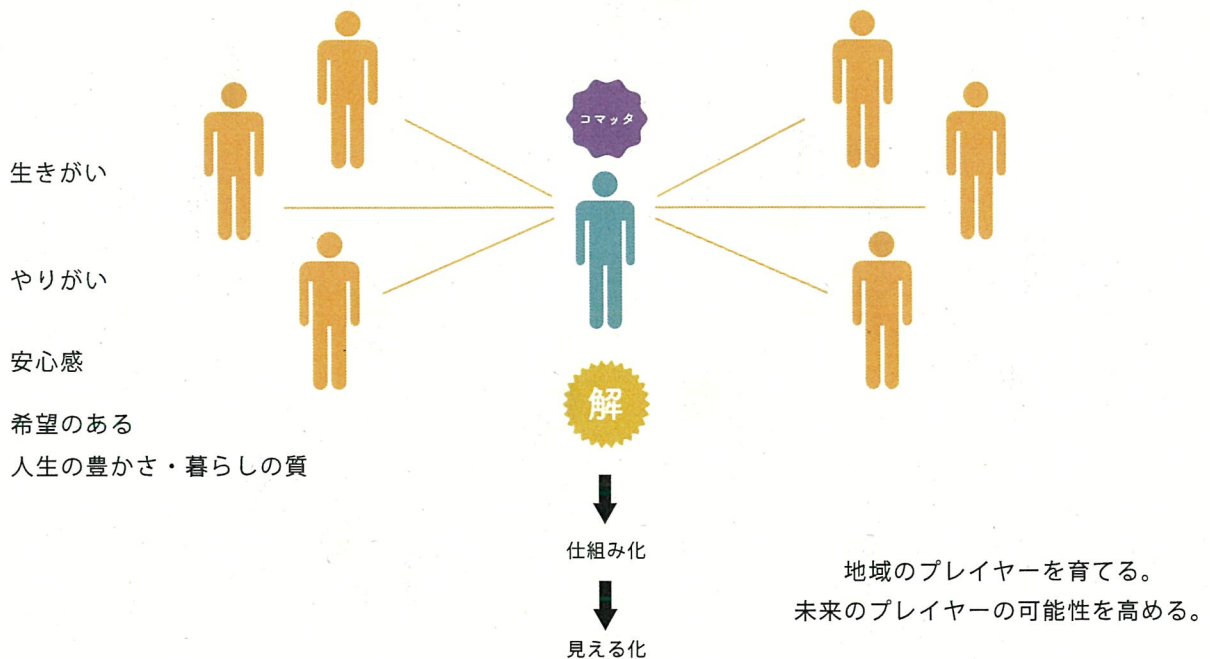 コマッタ
生きがい
やりがい
安心感
希望のある
人生の豊かさ・暮らしの質
解
仕組み化
見える化
地域のプレイヤーを育てる。
未来のプレイヤーの可能性を高める。